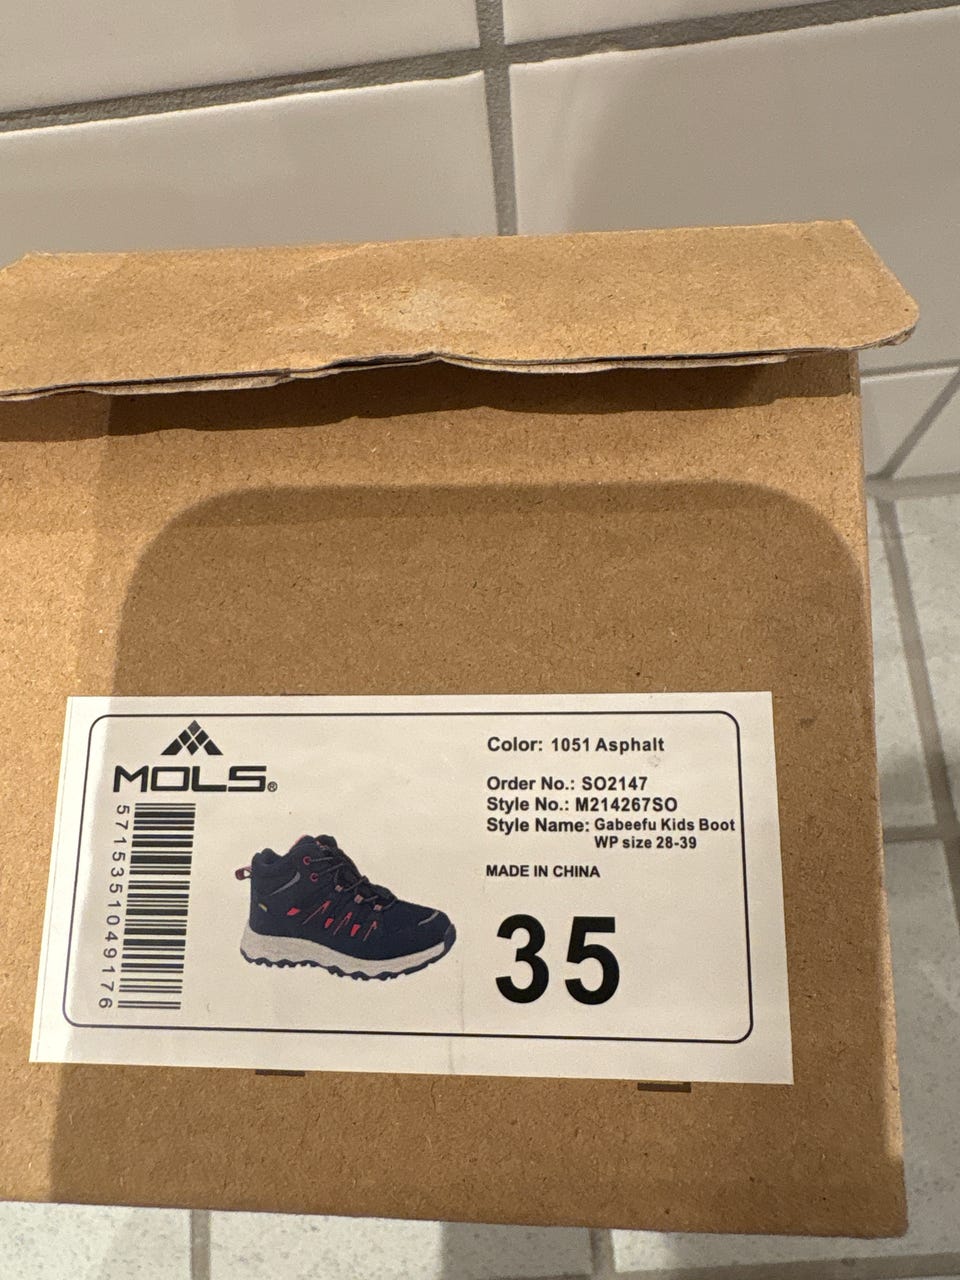 MOLS®
5715351049176
Color: 1051 Asphalt
Order No.: SO2147
Style No.: M214267SO
Style Name: Gabeefu Kids Boot
WP size 28-39
MADE IN CHINA
35